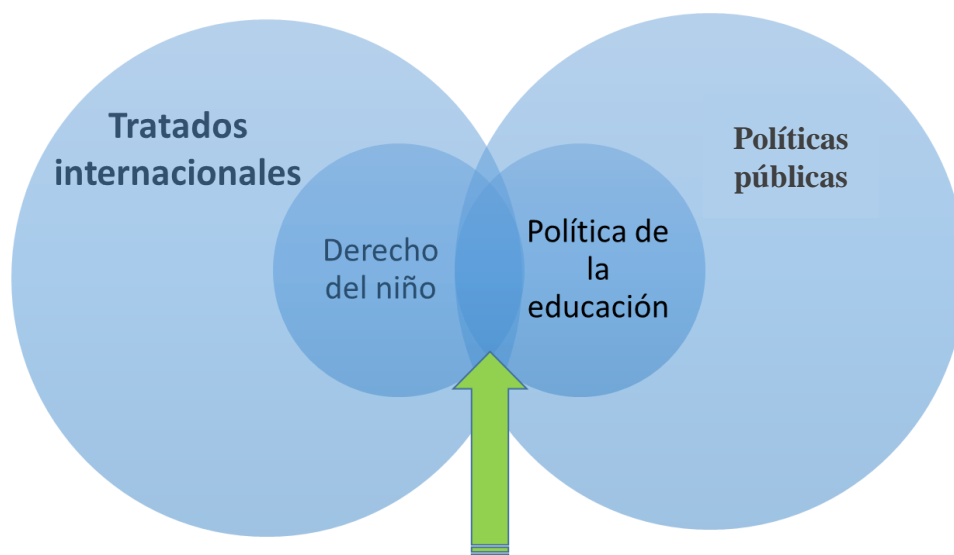 Tratados
internacionales
Políticas
públicas
Derecho
del niño
Política de
la
educación